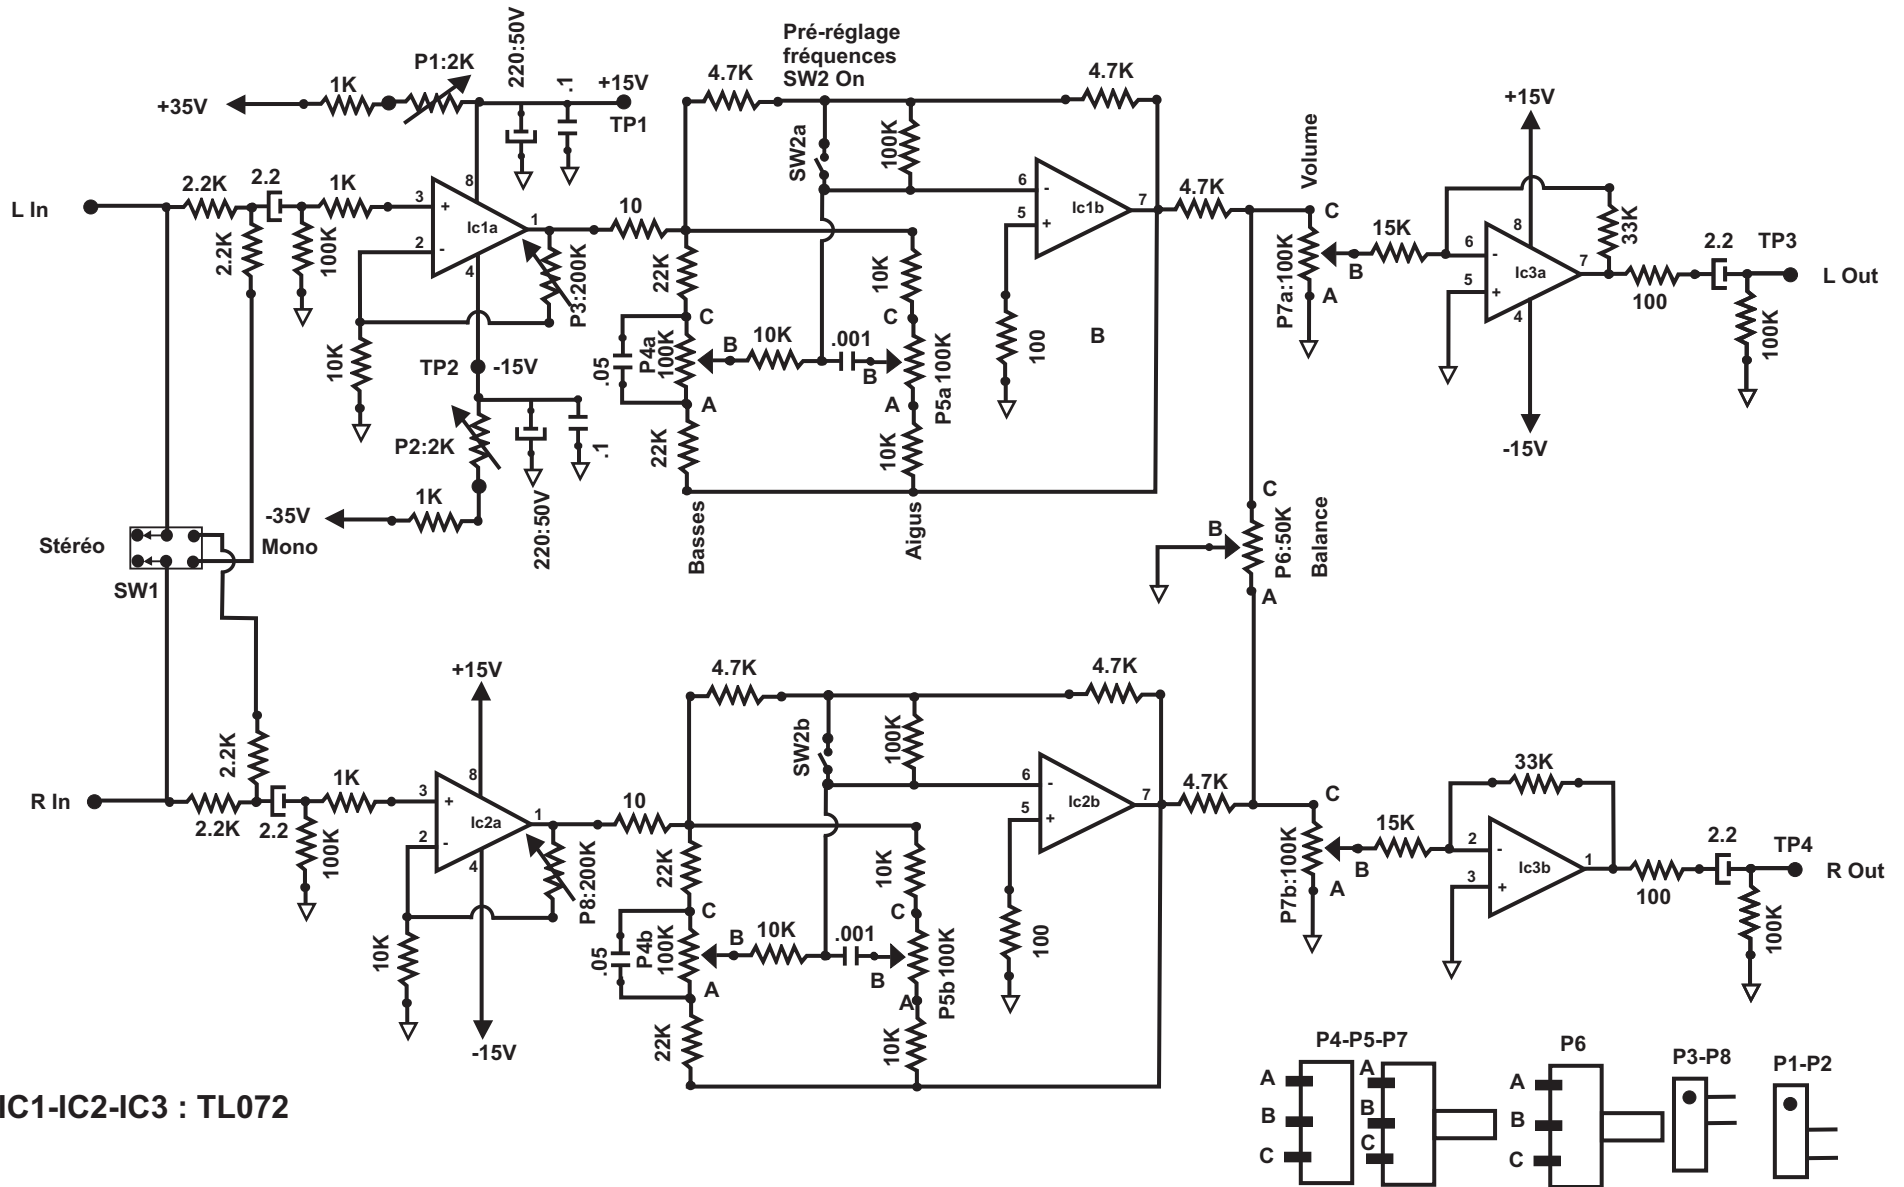 Pré-réglage
fréquences
SW2 On
P1:2K
220:50V
.1
+15V
TP1
1K
+35V
4.7K
4.7K
SW2a
100K
Volume
+15V
L In
2.2K
2.2
1K
2.2K
100K
8
3
+
2
-
4
Ic1a
1
10
P3:200K
10K
TP2
-15V
P2:2K
.1
220:50V
1K
-35V
22K
C
P4a
100K
.05
B
10K
.001
B
A
22K
10K
C
P5a 100K
A
10K
Basses
Aigus
6
-
5
+
Ic1b
7
100
B
4.7K
C
P7a:100K
B
A
15K
8
6
-
5
+
4
Ic3a
7
33K
100
2.2
TP3
L Out
100K
-15V
Stéréo
Mono
SW1
C
B
P6:50K
Balance
A
+15V
4.7K
4.7K
SW2b
100K
2.2K
R In
2.2K
2.2
1K
100K
8
3
+
2
-
4
Ic2a
1
10
P8:200K
10K
-15V
22K
C
P4b
100K
.05
B
10K
.001
B
A
22K
10K
C
P5b 100K
A
10K
6
-
5
+
Ic2b
7
100
4.7K
C
P7b:100K
B
A
15K
33K
2
-
3
+
Ic3b
1
100
2.2
TP4
R Out
100K
IC1-IC2-IC3 : TL072
P4-P5-P7
A
B
C
A
B
C
P6
A
B
C
P3-P8
P1-P2